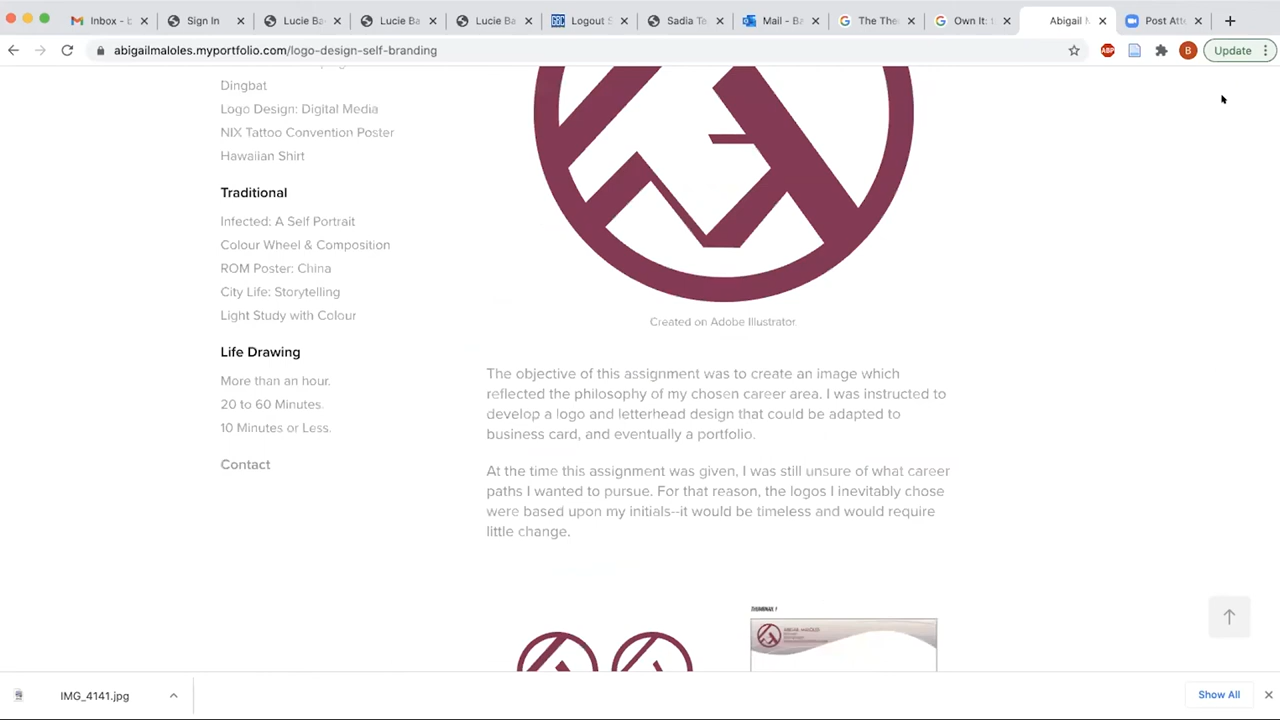 Inbox - b
Sign In
Lucie Ba
Lucie Ba
Lucie Ba
Logout S
Sadia Te
Mail - Ba
The The
Own It: t
Abigail M
Post Atte
abigailmaloles.myportfolio.com/logo-design-self-branding
ABP
B
Update
Dingbat
Logo Design: Digital Media
NIX Tattoo Convention Poster
Hawaiian Shirt
Traditional
Infected: A Self Portrait
Colour Wheel & Composition
ROM Poster: China
City Life: Storytelling
Light Study with Colour
Life Drawing
More than an hour.
20 to 60 Minutes.
10 Minutes or Less.
Contact
Created on Adobe Illustrator
The objective of this assignment was to create an image which
reflected the philosophy of my chosen career area. I was instructed to
develop a logo and letterhead design that could be adapted to
business card, and eventually a portfolio.
At the time this assignment was given, I was still unsure of what career
paths I wanted to pursue. For that reason, the logos I inevitably chose
were based upon my initials--it would be timeless and would require
little change.
ABIGAIL MALOLES
IMG_4141.jpg
Show All